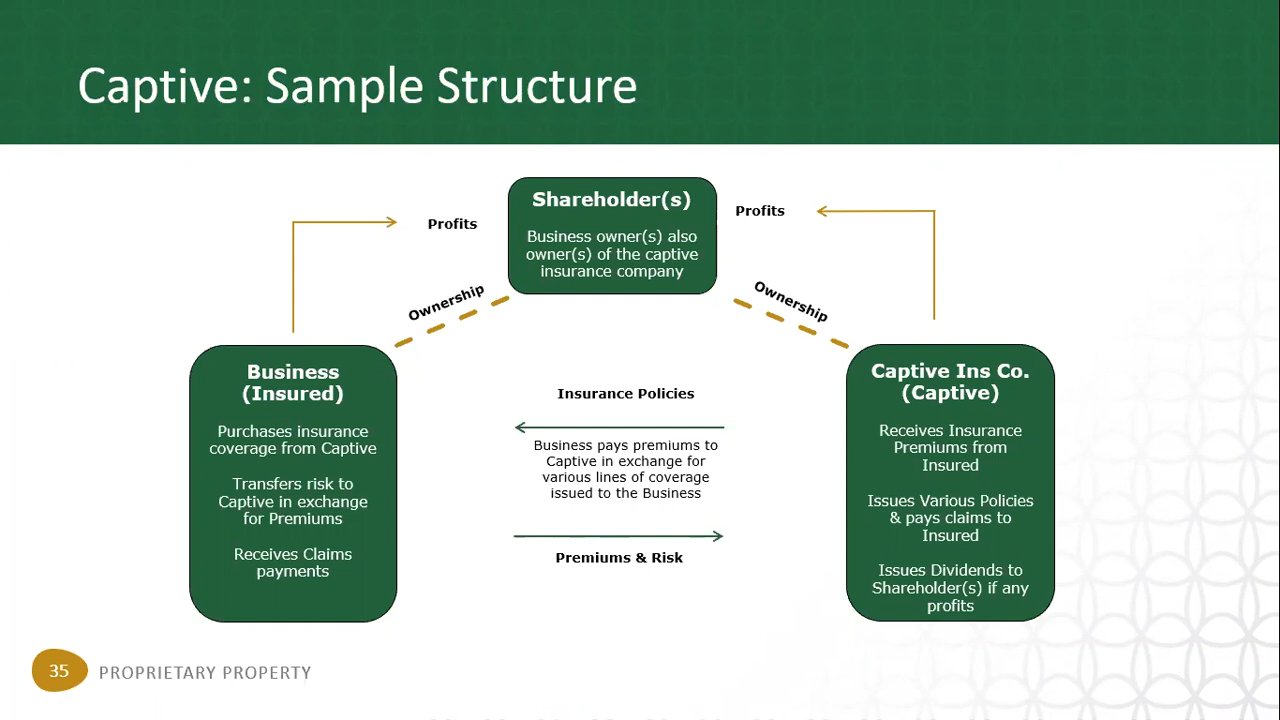 Captive: Sample Structure
Shareholder(s)
Business owner(s) also
owner(s) of the captive
insurance company
Profits
Profits
Ownership
Ownership
Business
(Insured)
Purchases insurance
coverage from Captive
Transfers risk to
Captive in exchange
for Premiums
Receives Claims
payments
Insurance Policies
Business pays premiums to
Captive in exchange for
various lines of coverage
issued to the Business
Premiums & Risk
Captive Ins Co.
(Captive)
Receives Insurance
Premiums from
Insured
Issues Various Policies
& pays claims to
Insured
Issues Dividends to
Shareholder(s) if any
profits
35
PROPRIETARY PROPERTY